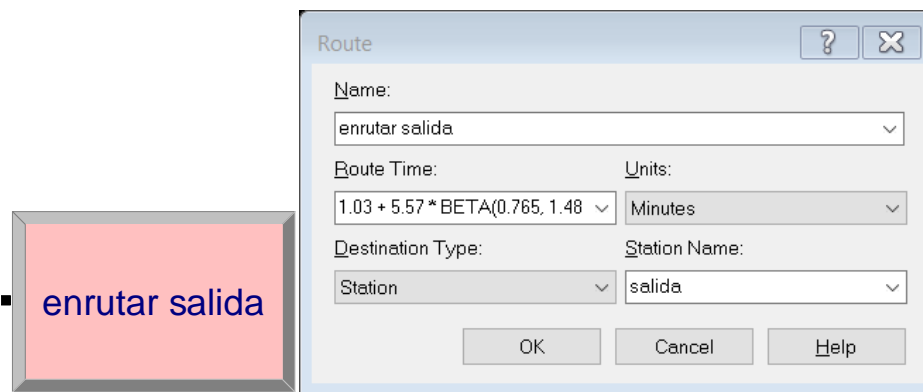 Route
Name:
enrutar salida
Route Time: Units:
1.03 + 5.57 * BETA(0.765, 1.48 Minutes
Destination Type: Station Name:
Station salida
OK Cancel Help
enrutar salida